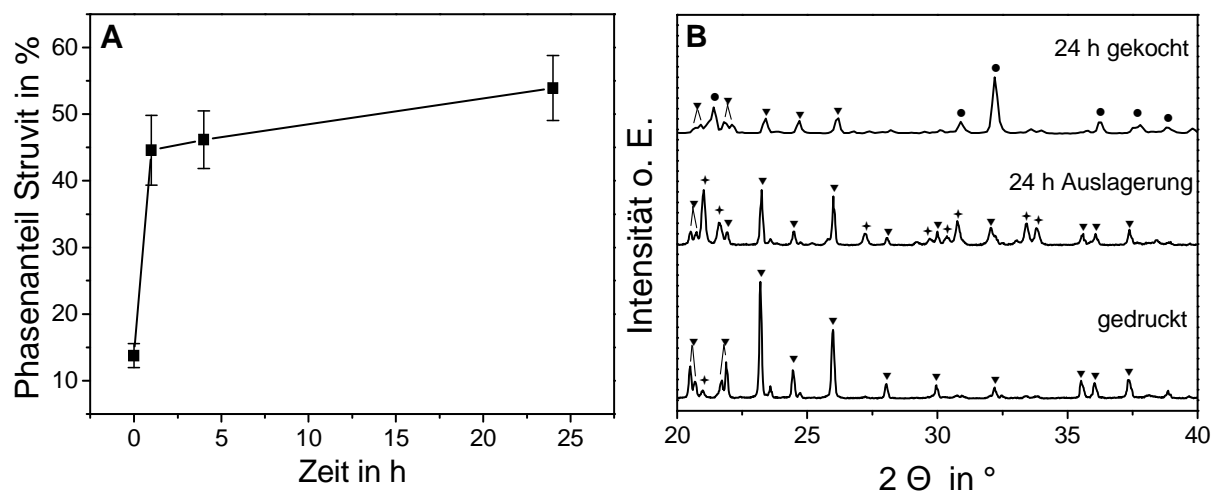 A
Phasenanteil Struvit in %
60
50
40
30
20
10
0
5
10
15
20
25
Zeit in h
B
Intensität o. E.
24 h gekocht
24 h Auslagerung
gedruckt
20
25
30
35
40
2 Θ in °